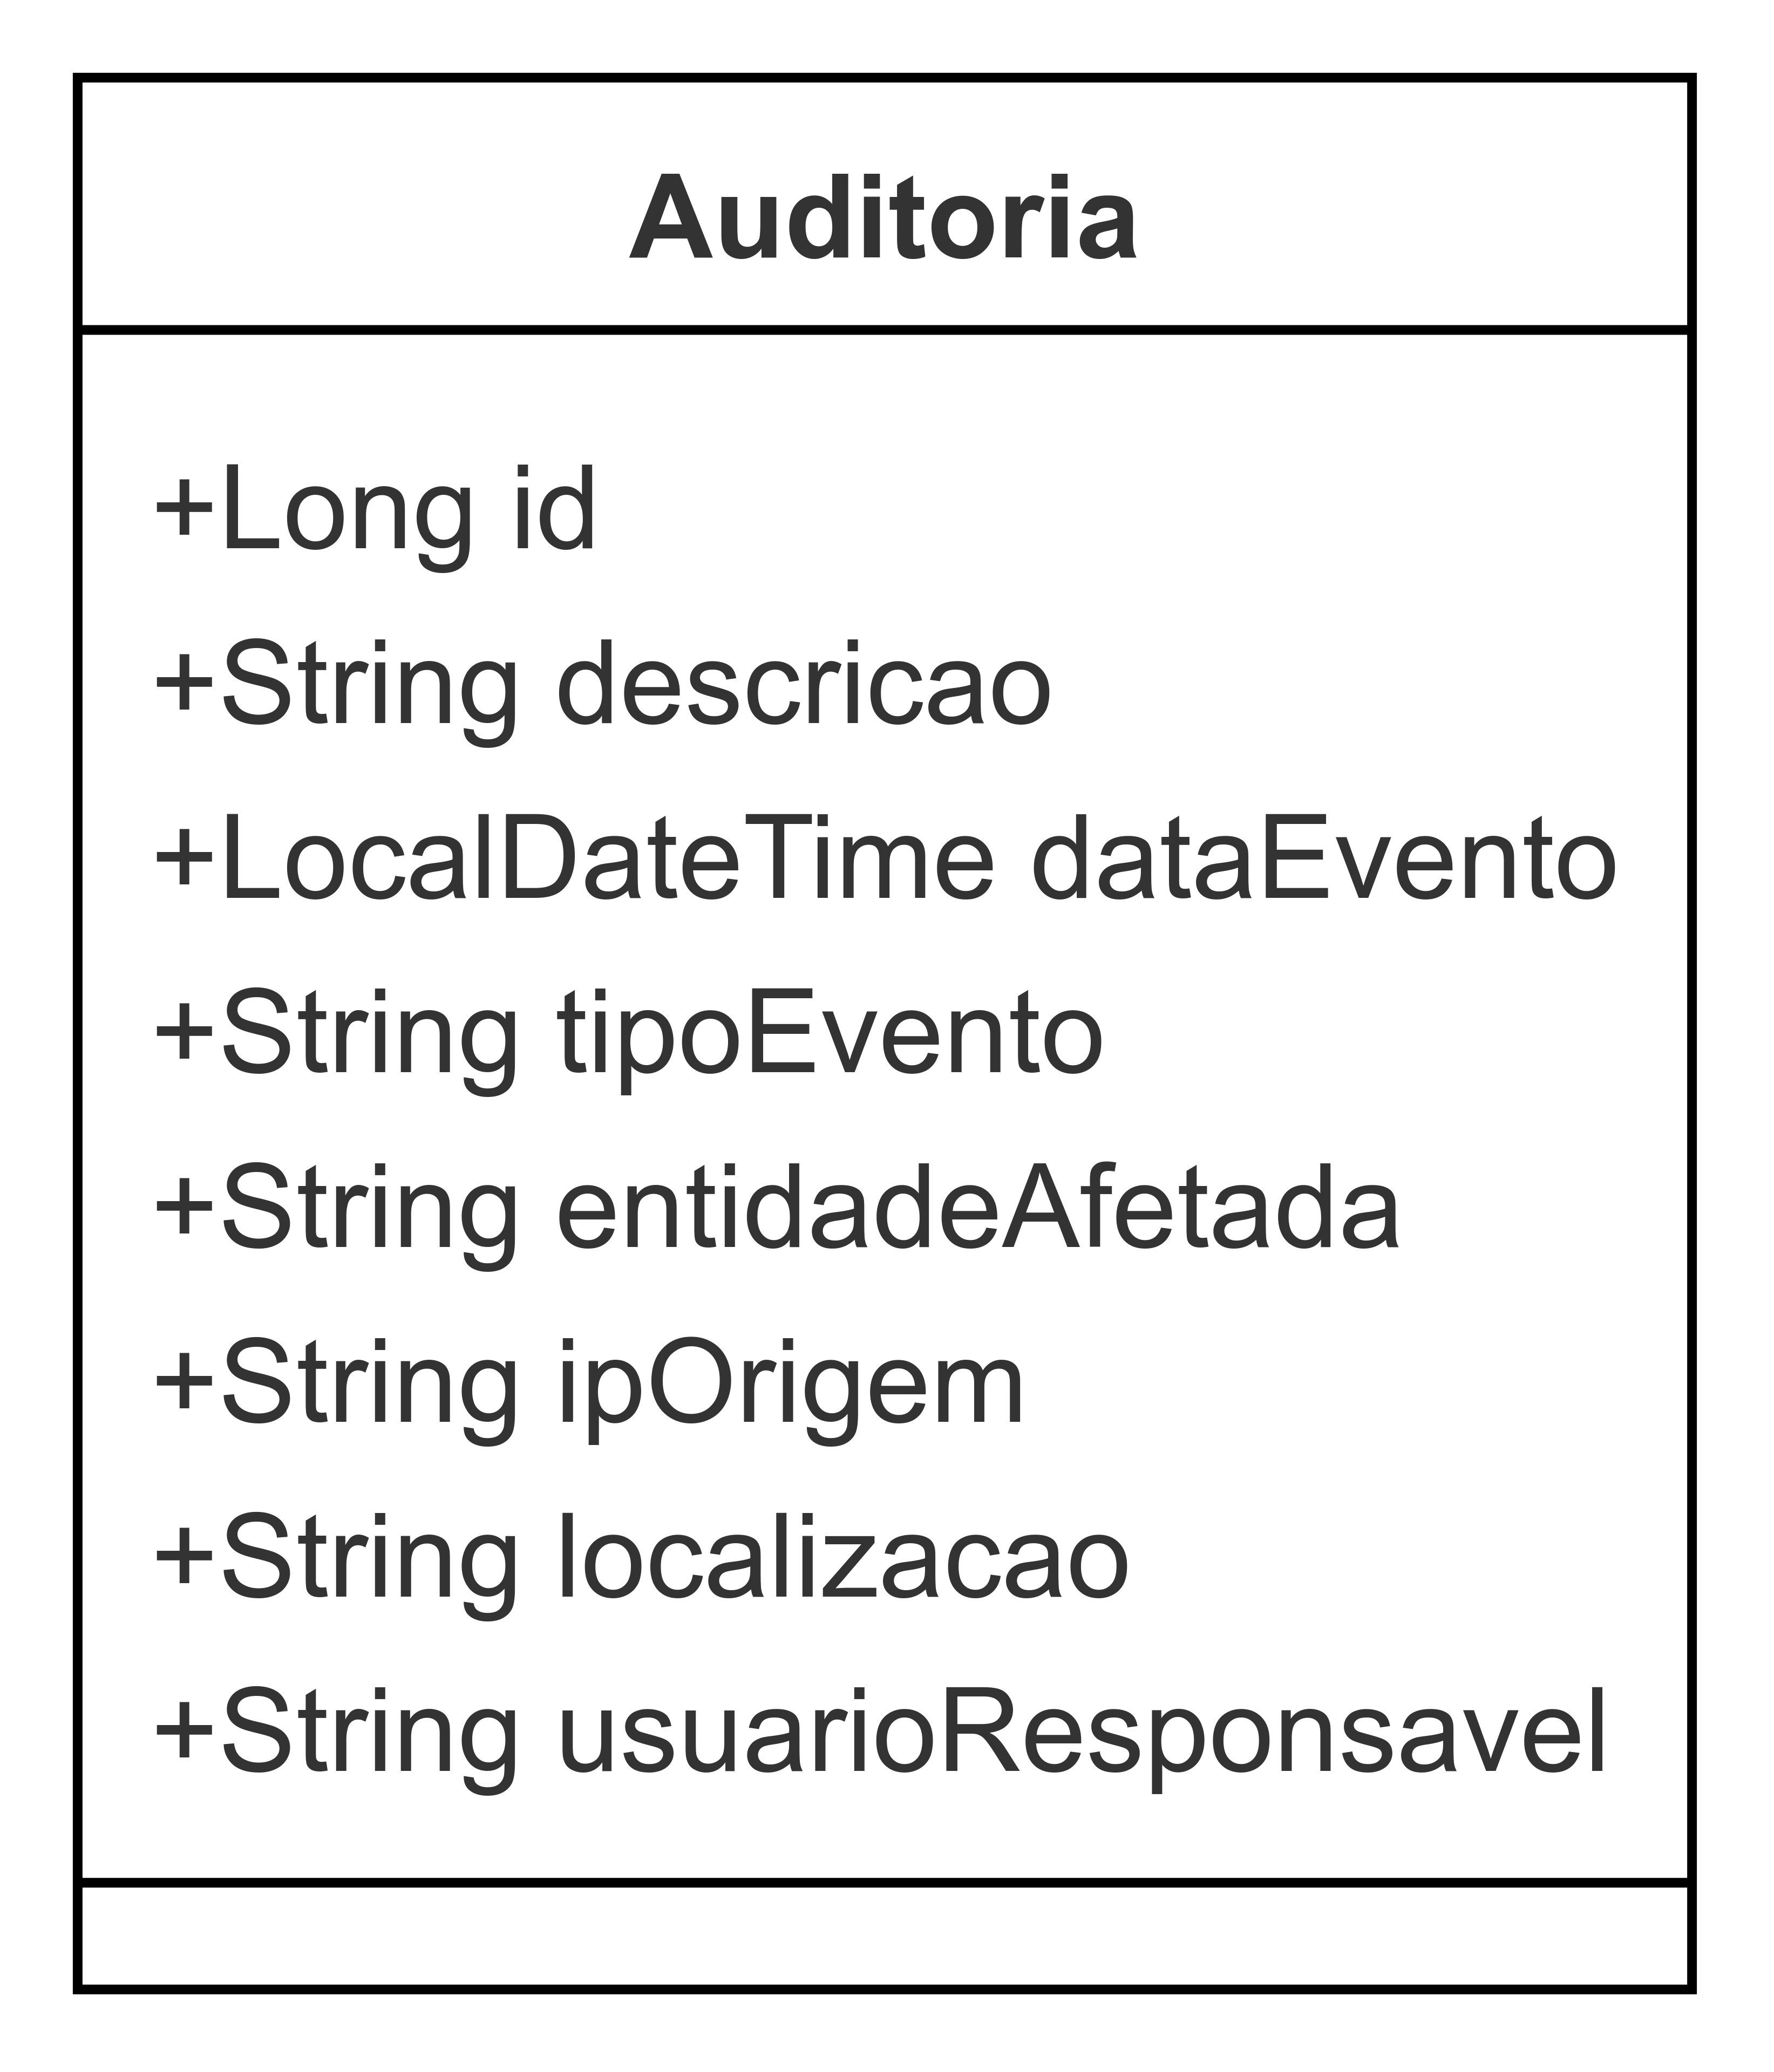 Auditoria
+Long id
+String descricao
+LocalDateTime dataEvento
+String tipoEvento
+String entidadeAfetada
+String ipOrigem
+String localizacao
+String usuarioResponsavel